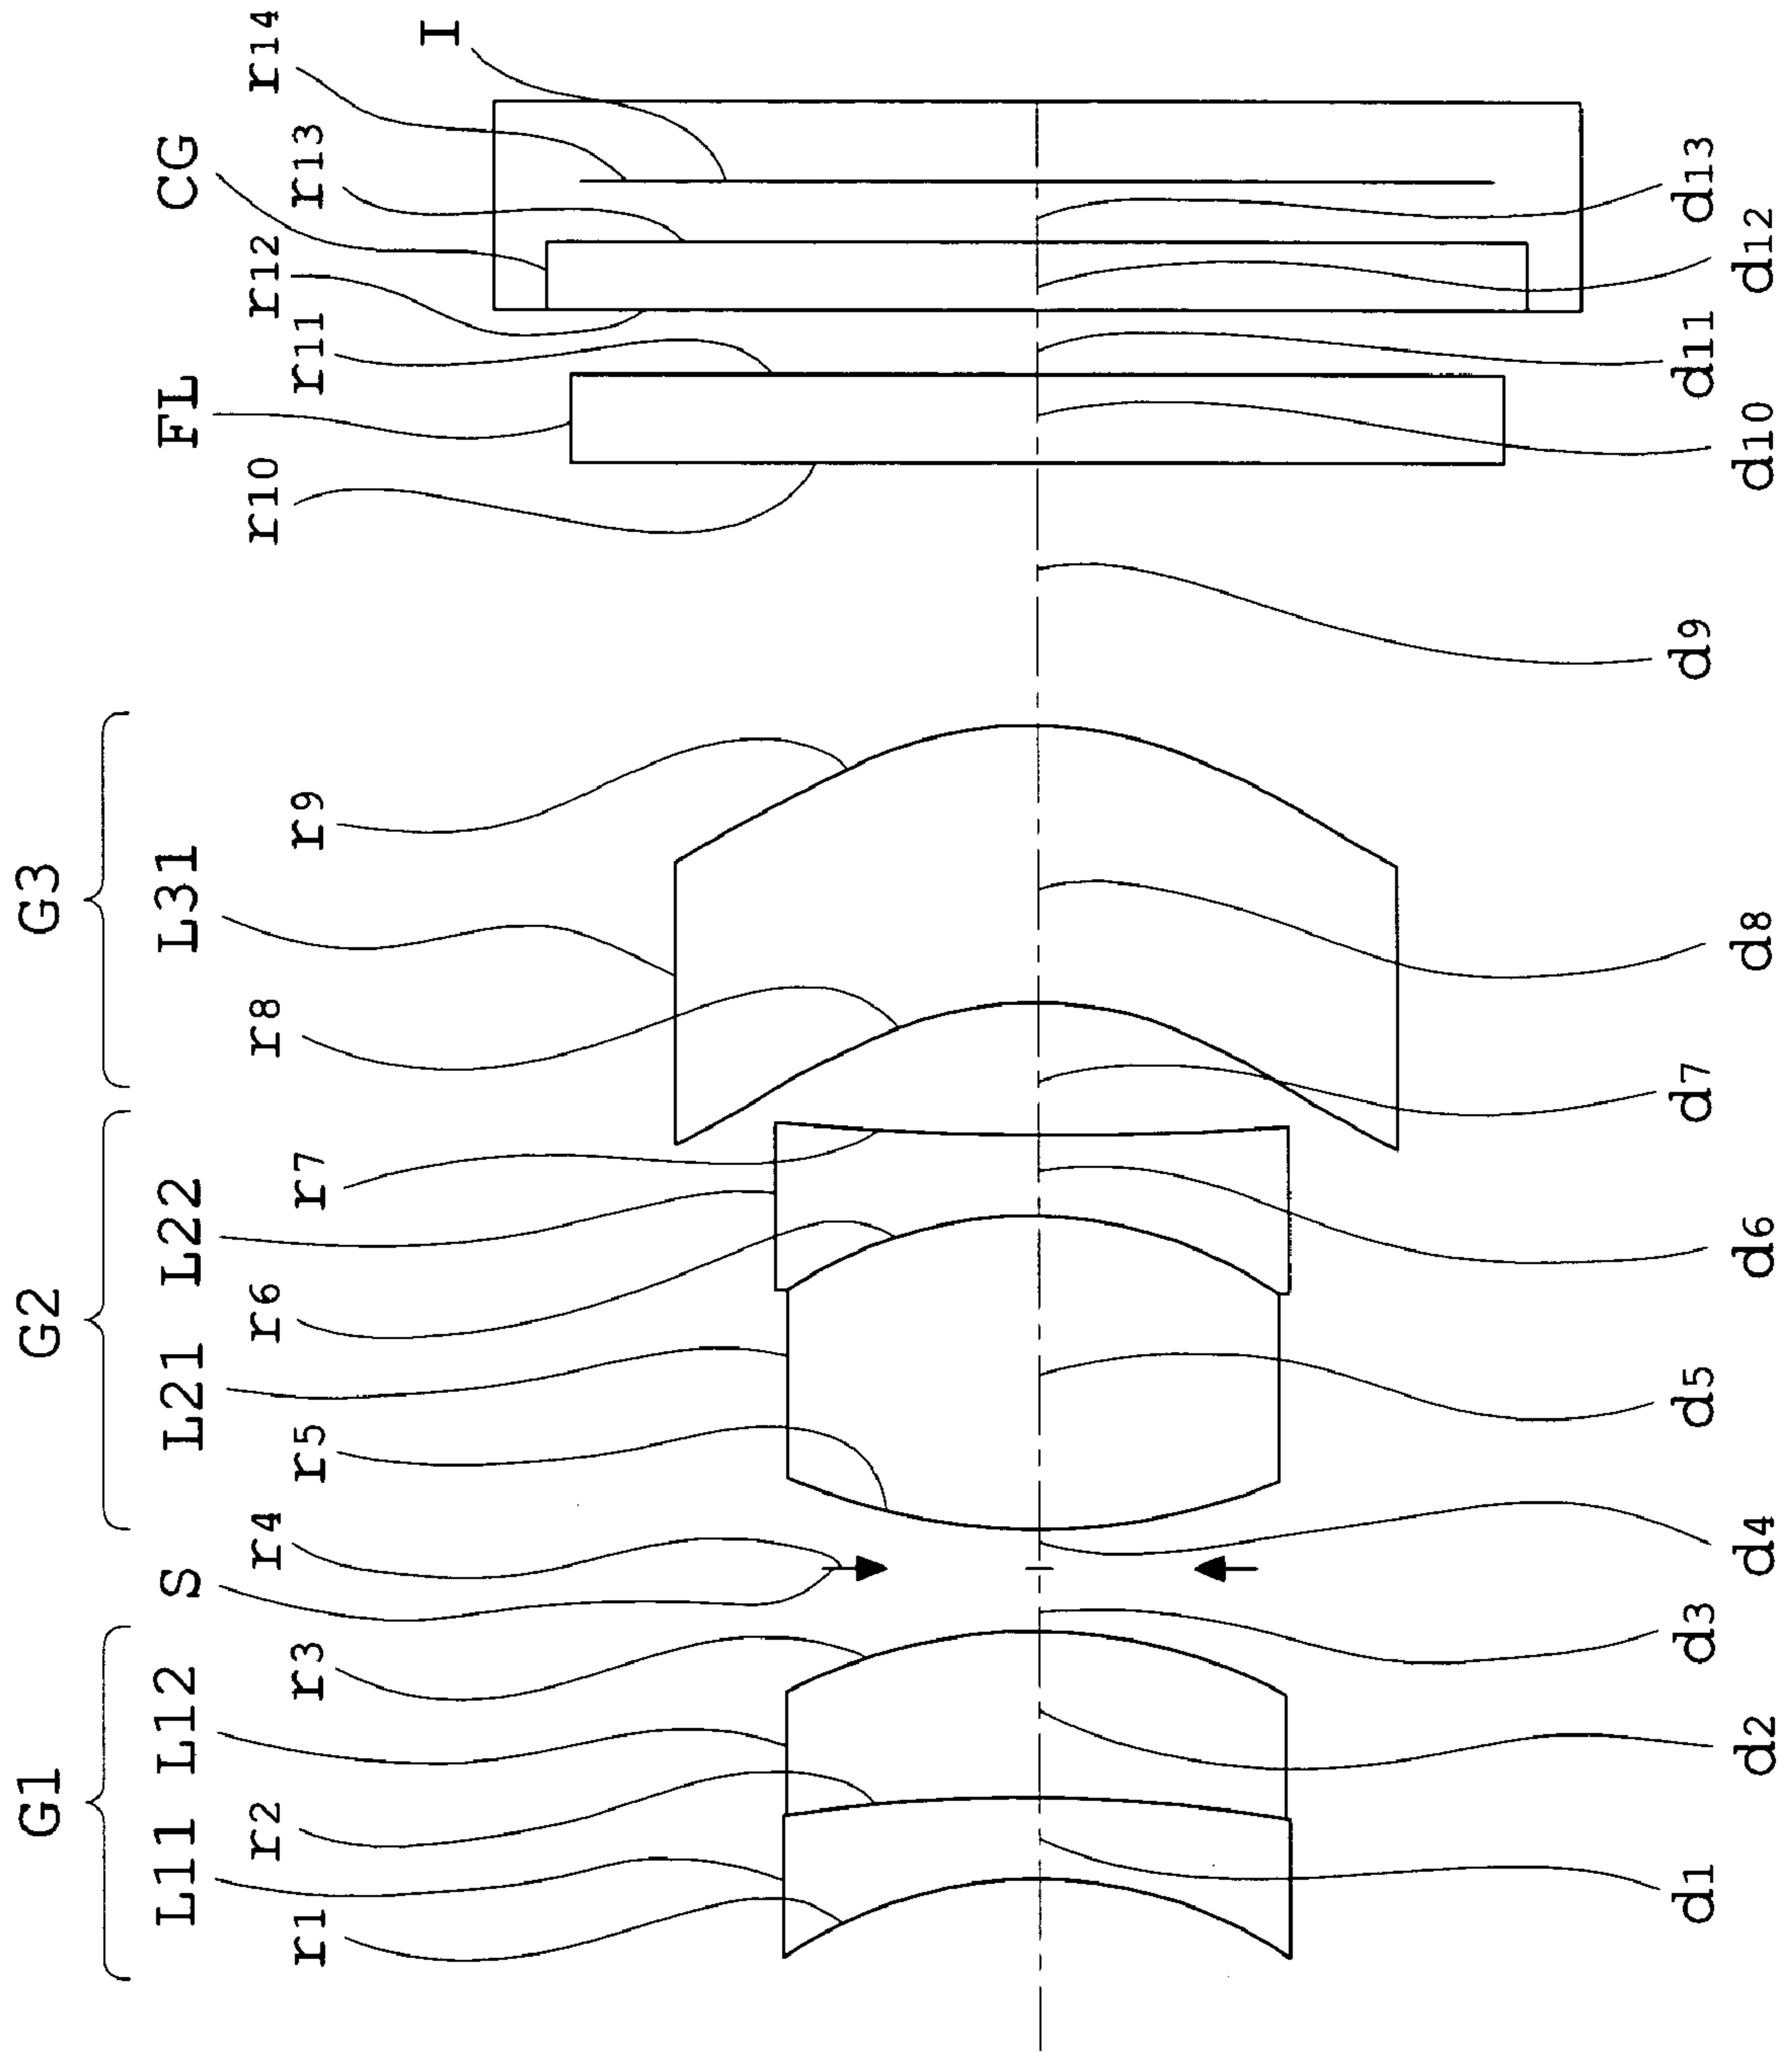 G1 G2 G3
L11 L12 S L21 L22 L31 FL CG
r2 r4 r6 r8 r10 r12 r14
r1 r3 r5 r7 r9 r11 r13
I
d1 d3 d5 d7 d9 d11 d13
d2 d4 d6 d8 d10 d12